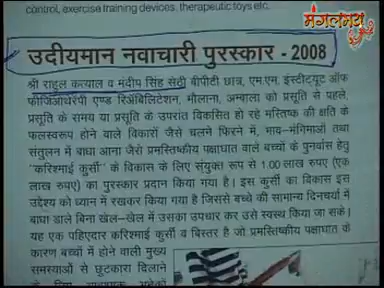 control, exercise training devices, therapeutic toys etc.
मंगलमय
उदीयमान नवाचारी पुरस्कार - 2008
श्री राहुल कत्याल व मंदीप सिंह सेठी बीपीटी छात्र, एम.एम. इंस्टीट्यूट ऑफ
फीजिओथेरेपी एण्ड रिॲबिलिटेशन, मौलाना, अम्बाला को प्रसूति से पहले,
प्रसूति के समय या प्रसूति के उपरांत विकसित हो रहे मस्तिष्क की क्षति के
फलस्वरूप होने वाले विकारों जैसे चलने फिरने में, भाव-भंगिमाओं तथा
संतुलन में बाधा आना जैसे प्रमस्तिष्कीय पक्षाघात वाले बच्चों के पुनर्वास हेतु
"करिश्माई कुर्सी" के विकास के लिए संयुक्त रूप से 1.00 लाख रुपए (एक
लाख रुपए) का पुरस्कार प्रदान किया गया है। इस कुर्सी का विकास इस
उद्देश्य को ध्यान में रखकर किया गया है जिससे बच्चे की सामान्य दिनचर्या में
बाधा डाले बिना खेल-खेल में उसका उपचार कर उसे स्वस्थ किया जा सके।
यह एक पहिएदार करिश्माई कुर्सी व बिस्तर है जो प्रमस्तिष्कीय पक्षाघात के
कारण बच्चों में होने वाली मुख्य
समस्याओं से छुटकारा दिलाने